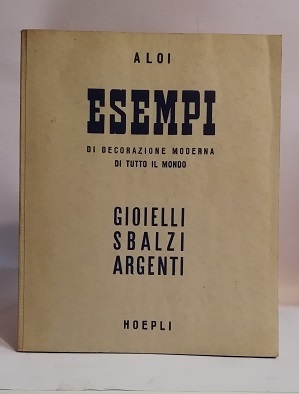 ALOI
ESEMPI
DI DECORAZIONE MODERNA
DI TUTTO IL MONDO
GIOIELLI
SBALZI
ARGENTI
HOEPLI